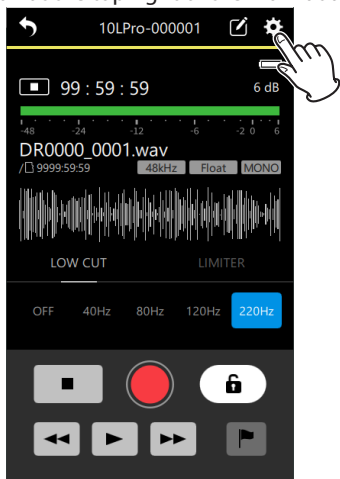 10LPro-000001
99 : 59 : 59 6 dB
-48 -24 -12 -6 -2 0 6
DR0000_0001.wav
/ 9999:59:59 48kHz Float MONO
LOW CUT LIMITER
OFF 40Hz 80Hz 120Hz 220Hz